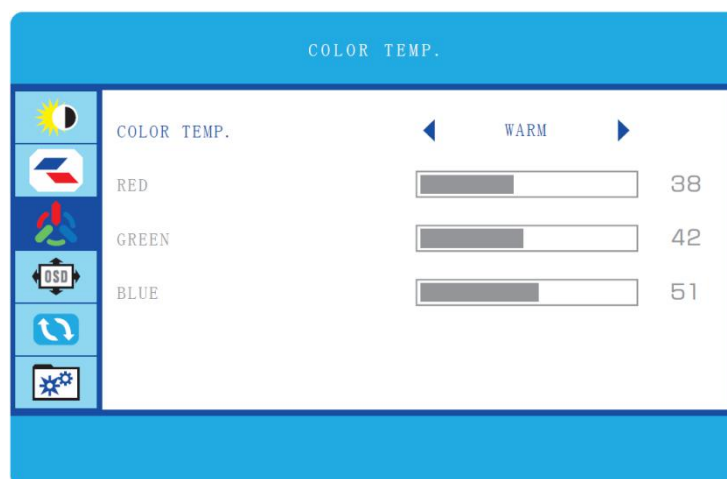 COLOR TEMP.
COLOR TEMP. WARM
RED 38
GREEN 42
OSD
BLUE 51